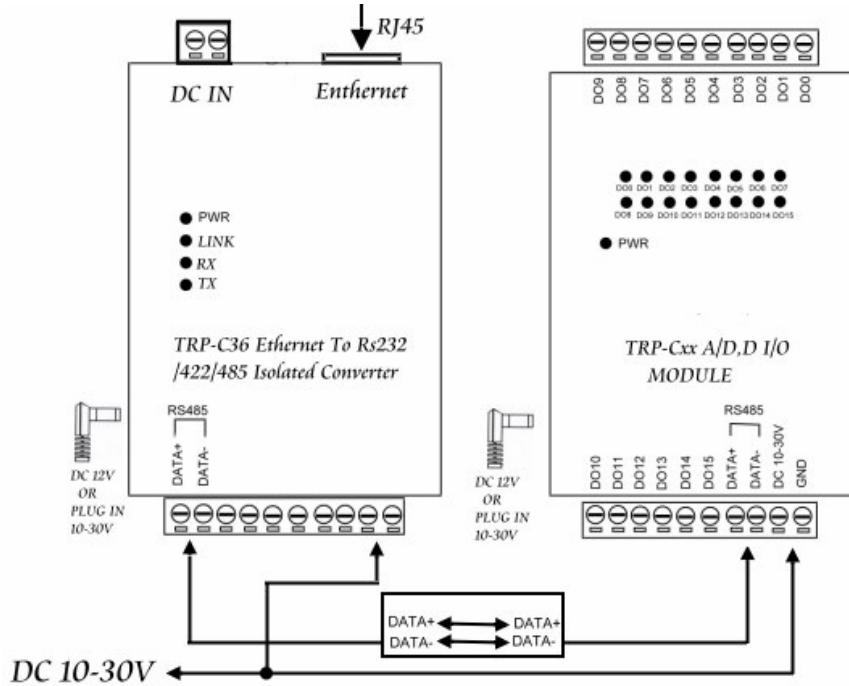 RJ45
DC IN
Enthernet
PWR
LINK
RX
TX
TRP-C36 Ethernet To Rs232
/422/485 Isolated Converter
RS485
DATA+
DATA-
DC 12V
OR
PLUG IN
10-30V
DO9
DO8
DO7
DO6
DO5
DO4
DO3
DO2
DO1
DO0
DO0 DO1 DO2 DO3 DO4 DO5 DO6 DO7
DO8 DO9 DO10 DO11 DO12 DO13 DO14 DO15
PWR
TRP-Cxx A/D,D I/O
MODULE
RS485
DO10
DO11
DO12
DO13
DO14
DO15
DATA+
DATA-
DC 10-30V
GND
DC 12V
OR
PLUG IN
10-30V
DATA+ DATA+
DATA- DATA-
DC 10-30V